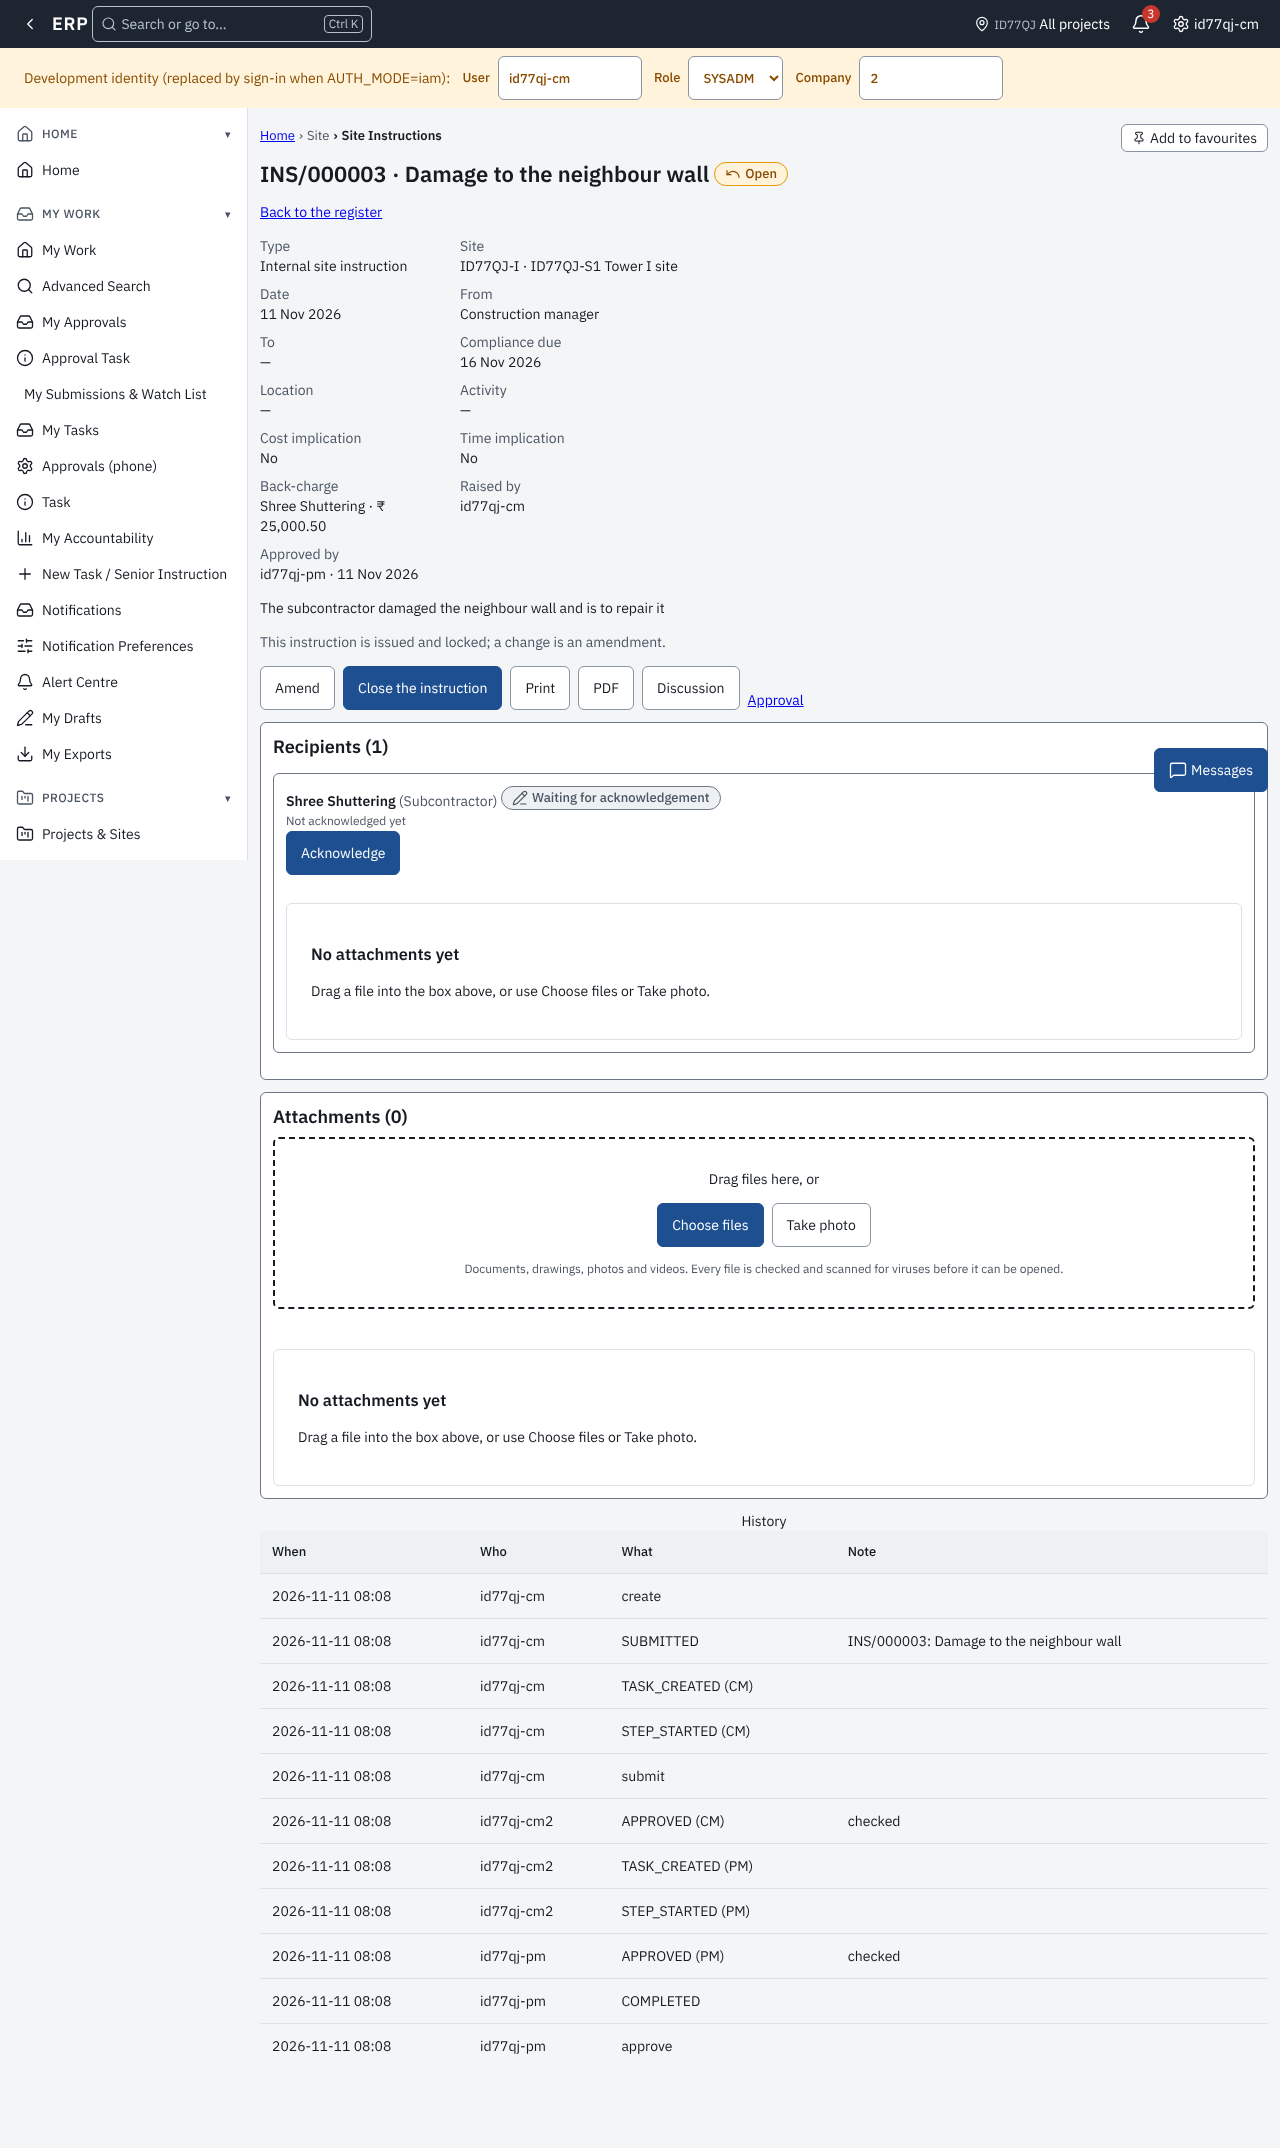 ERP
Search or go to...
Ctrl K
ID77QJ All projects
3
id77qj-cm
Development identity (replaced by sign-in when AUTH_MODE=iam):
User
id77qj-cm
Role
SYSADM
Company
2
HOME
Home
MY WORK
My Work
Advanced Search
My Approvals
Approval Task
My Submissions & Watch List
My Tasks
Approvals (phone)
Task
My Accountability
New Task / Senior Instruction
Notifications
Notification Preferences
Alert Centre
My Drafts
My Exports
PROJECTS
Projects & Sites
Home › Site › Site Instructions
Add to favourites
INS/000003 · Damage to the neighbour wall
Open
Back to the register
Type
Internal site instruction
Site
ID77QJ-I · ID77QJ-S1 Tower I site
Date
11 Nov 2026
From
Construction manager
To
—
Compliance due
16 Nov 2026
Location
—
Activity
—
Cost implication
No
Time implication
No
Back-charge
Shree Shuttering · ₹
25,000.50
Raised by
id77qj-cm
Approved by
id77qj-pm · 11 Nov 2026
The subcontractor damaged the neighbour wall and is to repair it
This instruction is issued and locked; a change is an amendment.
Amend
Close the instruction
Print
PDF
Discussion
Approval
Recipients (1)
Messages
Shree Shuttering (Subcontractor)
Waiting for acknowledgement
Not acknowledged yet
Acknowledge
No attachments yet
Drag a file into the box above, or use Choose files or Take photo.
Attachments (0)
Drag files here, or
Choose files
Take photo
Documents, drawings, photos and videos. Every file is checked and scanned for viruses before it can be opened.
No attachments yet
Drag a file into the box above, or use Choose files or Take photo.
History
When Who What Note
2026-11-11 08:08 id77qj-cm create
2026-11-11 08:08 id77qj-cm SUBMITTED INS/000003: Damage to the neighbour wall
2026-11-11 08:08 id77qj-cm TASK_CREATED (CM)
2026-11-11 08:08 id77qj-cm STEP_STARTED (CM)
2026-11-11 08:08 id77qj-cm submit
2026-11-11 08:08 id77qj-cm2 APPROVED (CM) checked
2026-11-11 08:08 id77qj-cm2 TASK_CREATED (PM)
2026-11-11 08:08 id77qj-cm2 STEP_STARTED (PM)
2026-11-11 08:08 id77qj-pm APPROVED (PM) checked
2026-11-11 08:08 id77qj-pm COMPLETED
2026-11-11 08:08 id77qj-pm approve